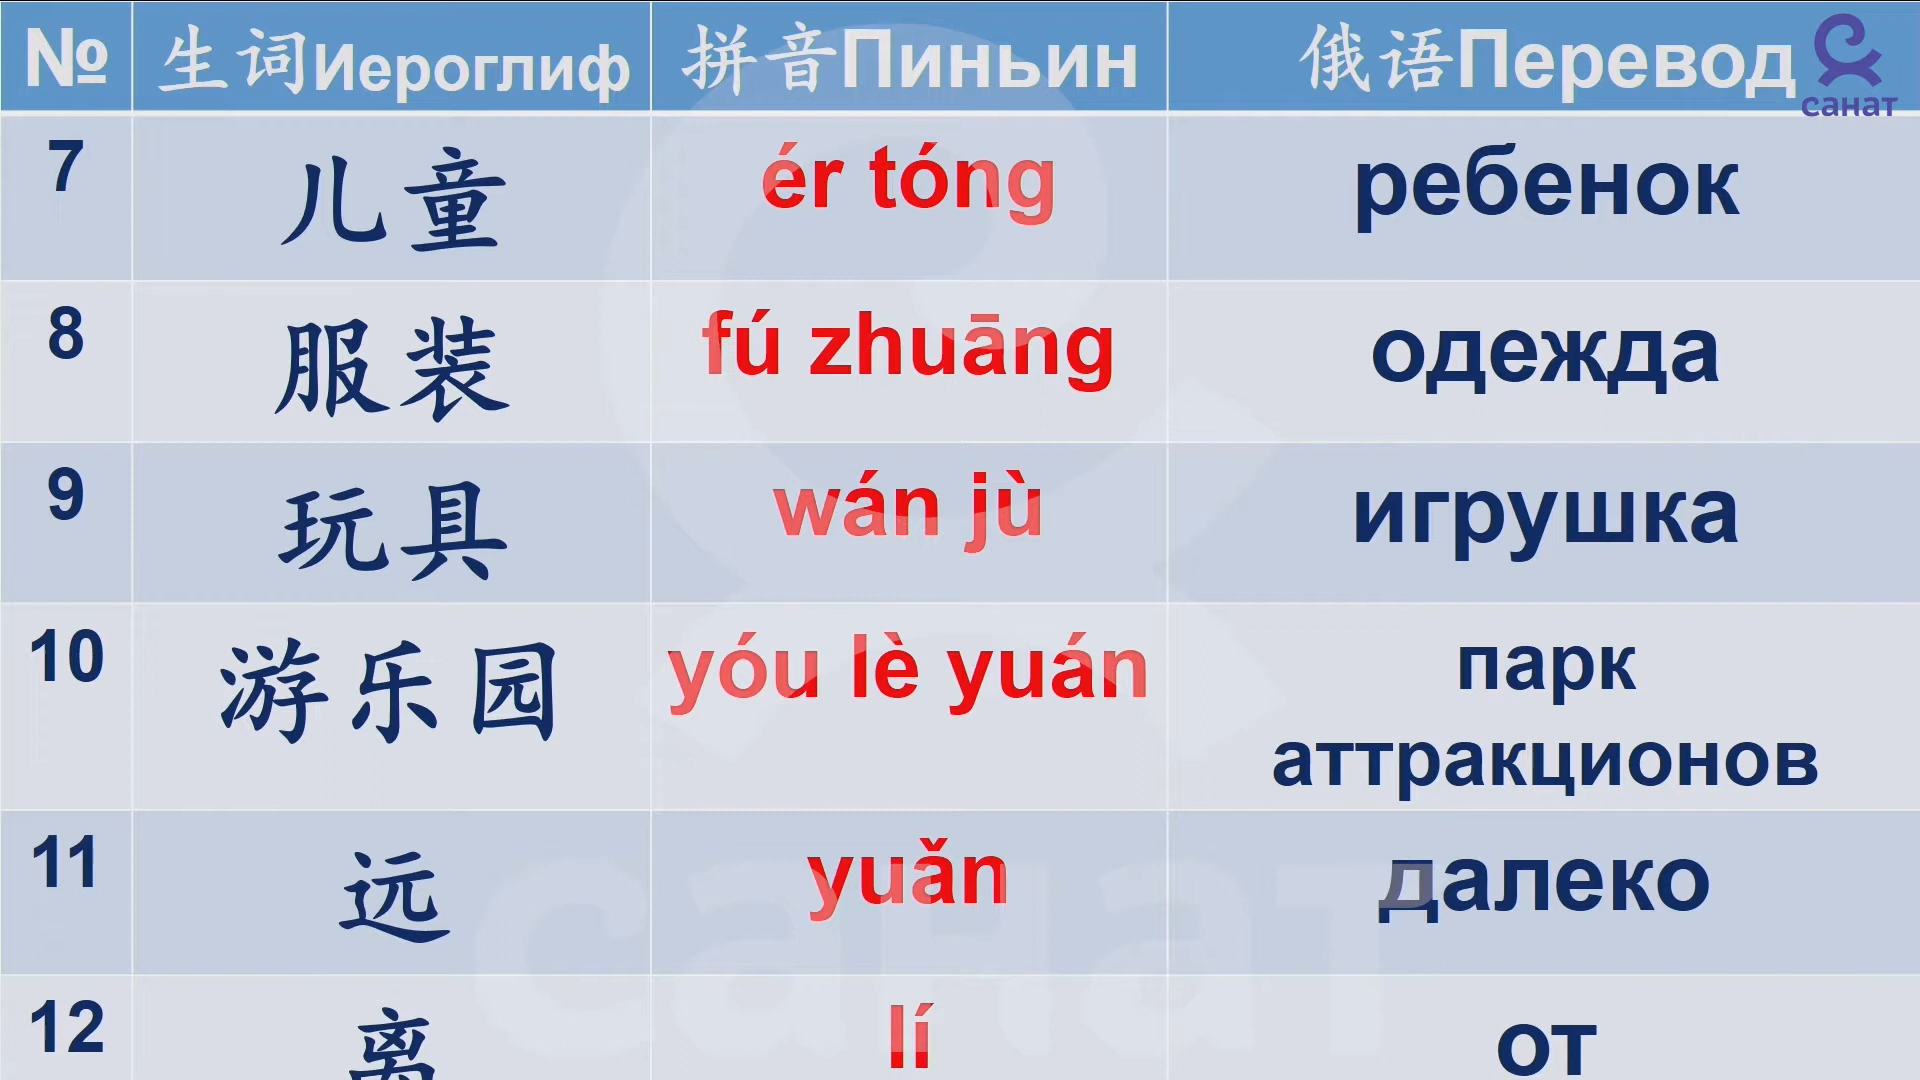 № 生词Иероглиф 拼音Пиньин 俄语Перевод
санат
7 儿童 ér tóng ребенок
8 服装 fú zhuāng одежда
9 玩具 wán jù игрушка
10 游乐园 yóu lè yuán парк
аттракционов
11 远 yuǎn далеко
12 离 lí от
санат